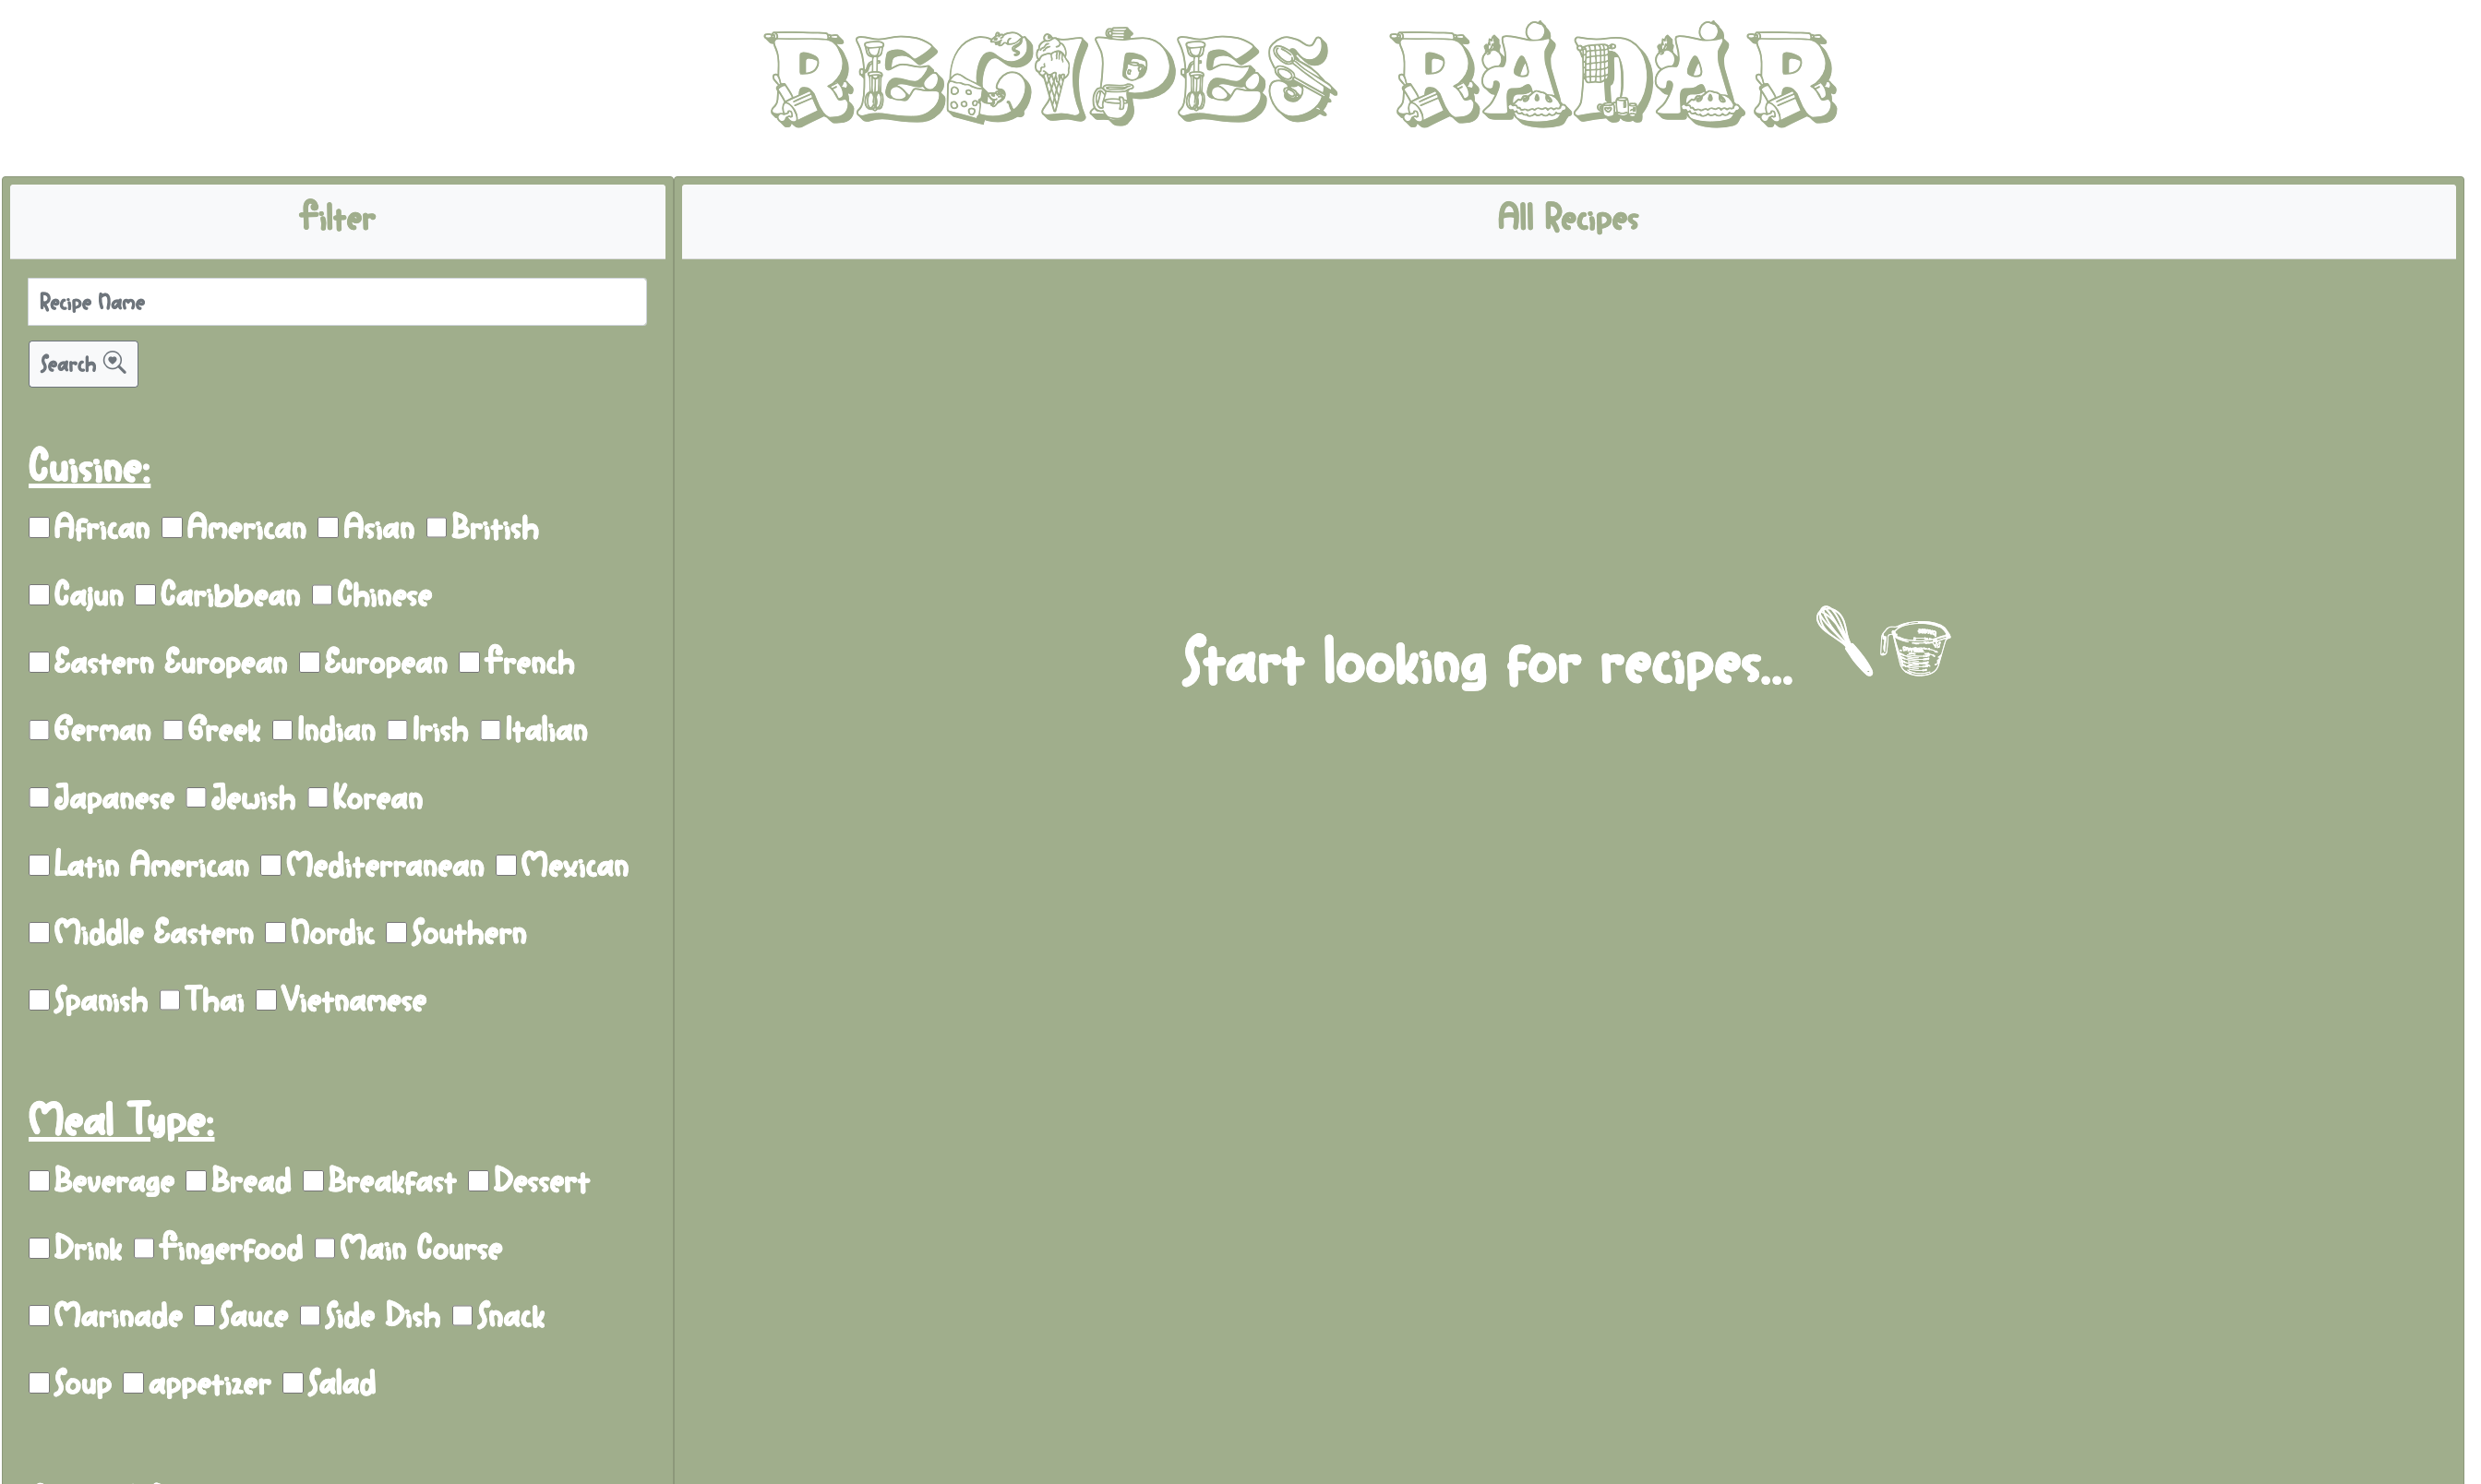 RECIPES RADAR
Filter
All Recipes
Recipe Name
Search
Cuisine:
African American Asian British
Cajun Caribbean Chinese
Eastern European European French
German Greek Indian Irish Italian
Japanese Jewish Korean
Latin American Mediterranean Mexican
Middle Eastern Nordic Southern
Spanish Thai Vietnamese
Start looking for recipes...
Meal Type:
Beverage Bread Breakfast Dessert
Drink Fingerfood Main Course
Marinade Sauce Side Dish Snack
Soup appetizer Salad